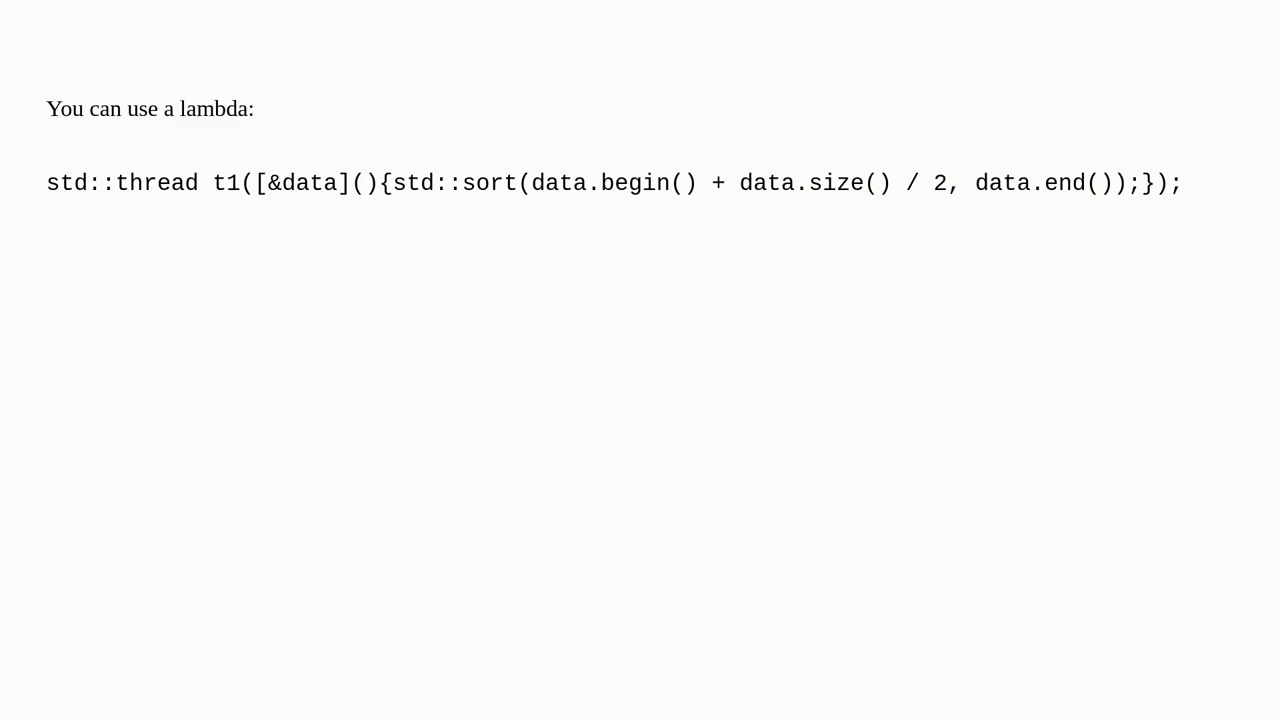 You can use a lambda:
std::thread t1([&data](){std::sort(data.begin() + data.size() / 2, data.end());});